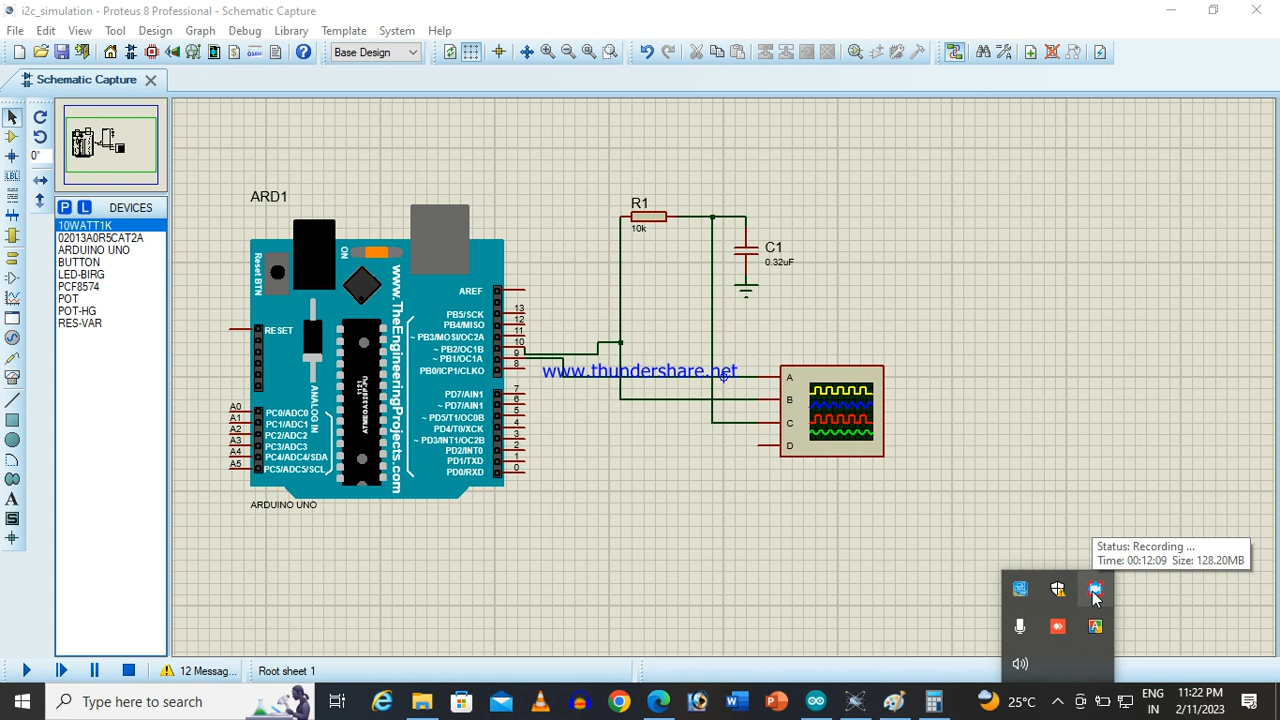 i2c_simulation - Proteus 8 Professional - Schematic Capture
File Edit View Tool Design Graph Debug Library Template System Help
Base Design
Schematic Capture
0°
LBL
P L DEVICES
10WATT1K
02013A0R5CAT2A
ARDUINO UNO
BUTTON
LED-BIRG
PCF8574
POT
POT-HG
RES-VAR
ARD1
Reset BTN
ON
www.TheEngineeringProjects.com
AREF
PB5/SCK 13
PB4/MISO 12
~ PB3/MOSI/OC2A 11
~ PB2/OC1B 10
~ PB1/OC1A 9
PB0/ICP1/CLKO 8
RESET
ANALOG IN
ATMEGA328P-PU
1121
PD7/AIN1 7
~ PD7/AIN1 6
~ PD5/T1/OC0B 5
PD4/T0/XCK 4
~ PD3/INT1/OC2B 3
PD2/INT0 2
PD1/TXD 1
PD0/RXD 0
A0 PC0/ADC0
A1 PC1/ADC1
A2 PC2/ADC2
A3 PC3/ADC3
A4 PC4/ADC4/SDA
A5 PC5/ADC5/SCL
ARDUINO UNO
R1
10k
C1
0.32uF
www.thundershare.net
A
B
C
D
Status: Recording ...
Time: 00:12:09 Size: 128.20MB
12 Messag...
Root sheet 1
Type here to search
25°C
ENG
IN
11:22 PM
2/11/2023